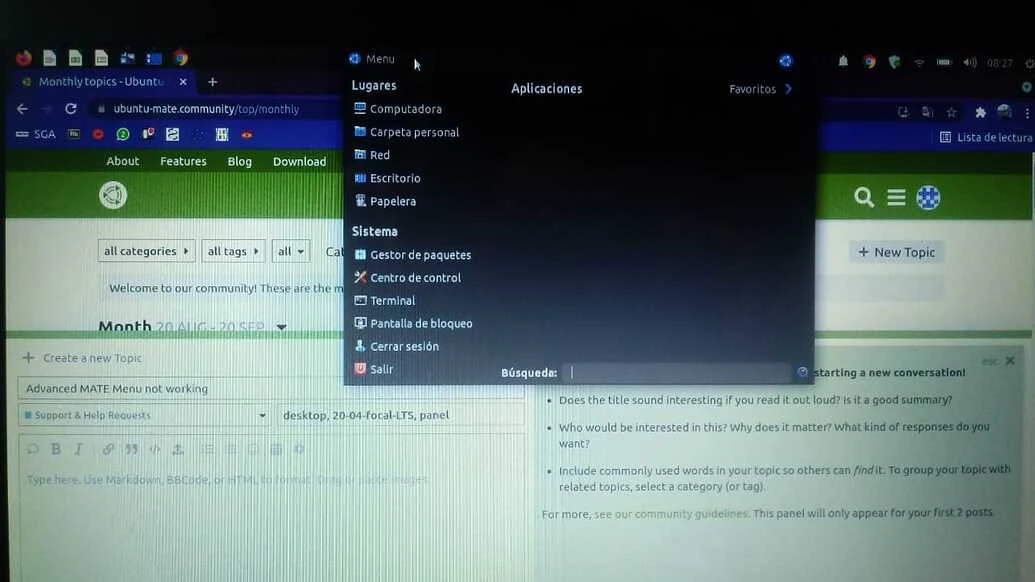 Menu
08:27
Monthly topics - Ubuntu
ubuntu-mate.community/top/monthly
SGA
Lista de lectura
Lugares
Computadora
Carpeta personal
Red
Escritorio
Papelera
Sistema
Gestor de paquetes
Centro de control
Terminal
Pantalla de bloqueo
Cerrar sesión
Salir
Aplicaciones
Favoritos
Búsqueda:
About Features Blog Download
all categories all tags all Cat
+ New Topic
Welcome to our community! These are the m
Month 20 AUG - 20 SEP
+ Create a new Topic
Advanced MATE Menu not working
Support & Help Requests
desktop, 20-04-focal-LTS, panel
B I
Type here. Use Markdown, BBCode, or HTML to format. Drag or paste images.
esc
starting a new conversation!
• Does the title sound interesting if you read it out loud? Is it a good summary?
• Who would be interested in this? Why does it matter? What kind of responses do you
want?
• Include commonly used words in your topic so others can find it. To group your topic with
related topics, select a category (or tag).
For more, see our community guidelines. This panel will only appear for your first 2 posts.